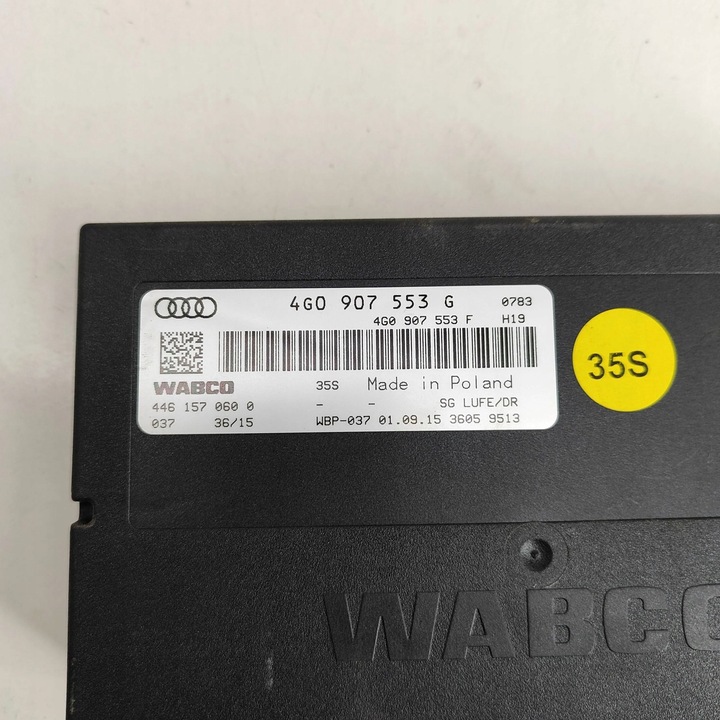 4G0 907 553 G 0783
4G0 907 553 F H19
WABCO 35S Made in Poland
446 157 060 0 - - SG LUFE/DR
037 36/15 WBP-037 01.09.15 3605 9513
35S
WABCO